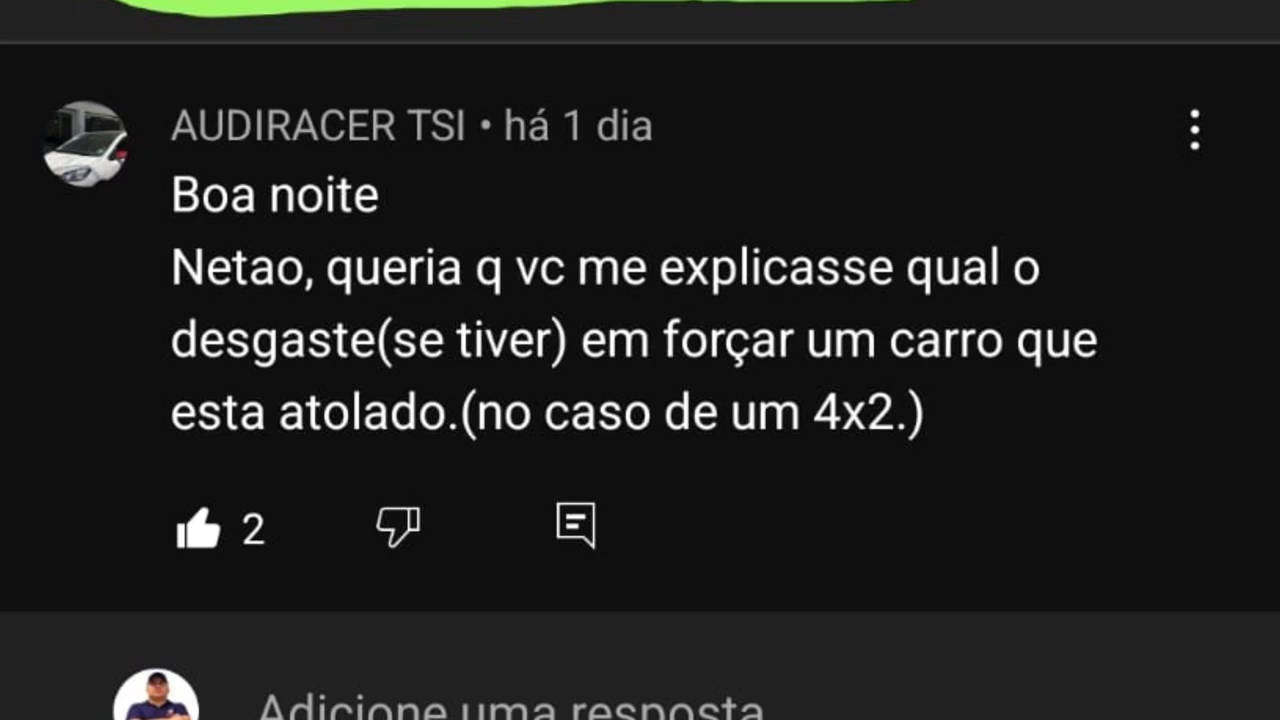 AUDIRACER TSI • há 1 dia
Boa noite
Netao, queria q vc me explicasse qual o
desgaste(se tiver) em forçar um carro que
esta atolado.(no caso de um 4x2.)
2
Adicione uma resposta